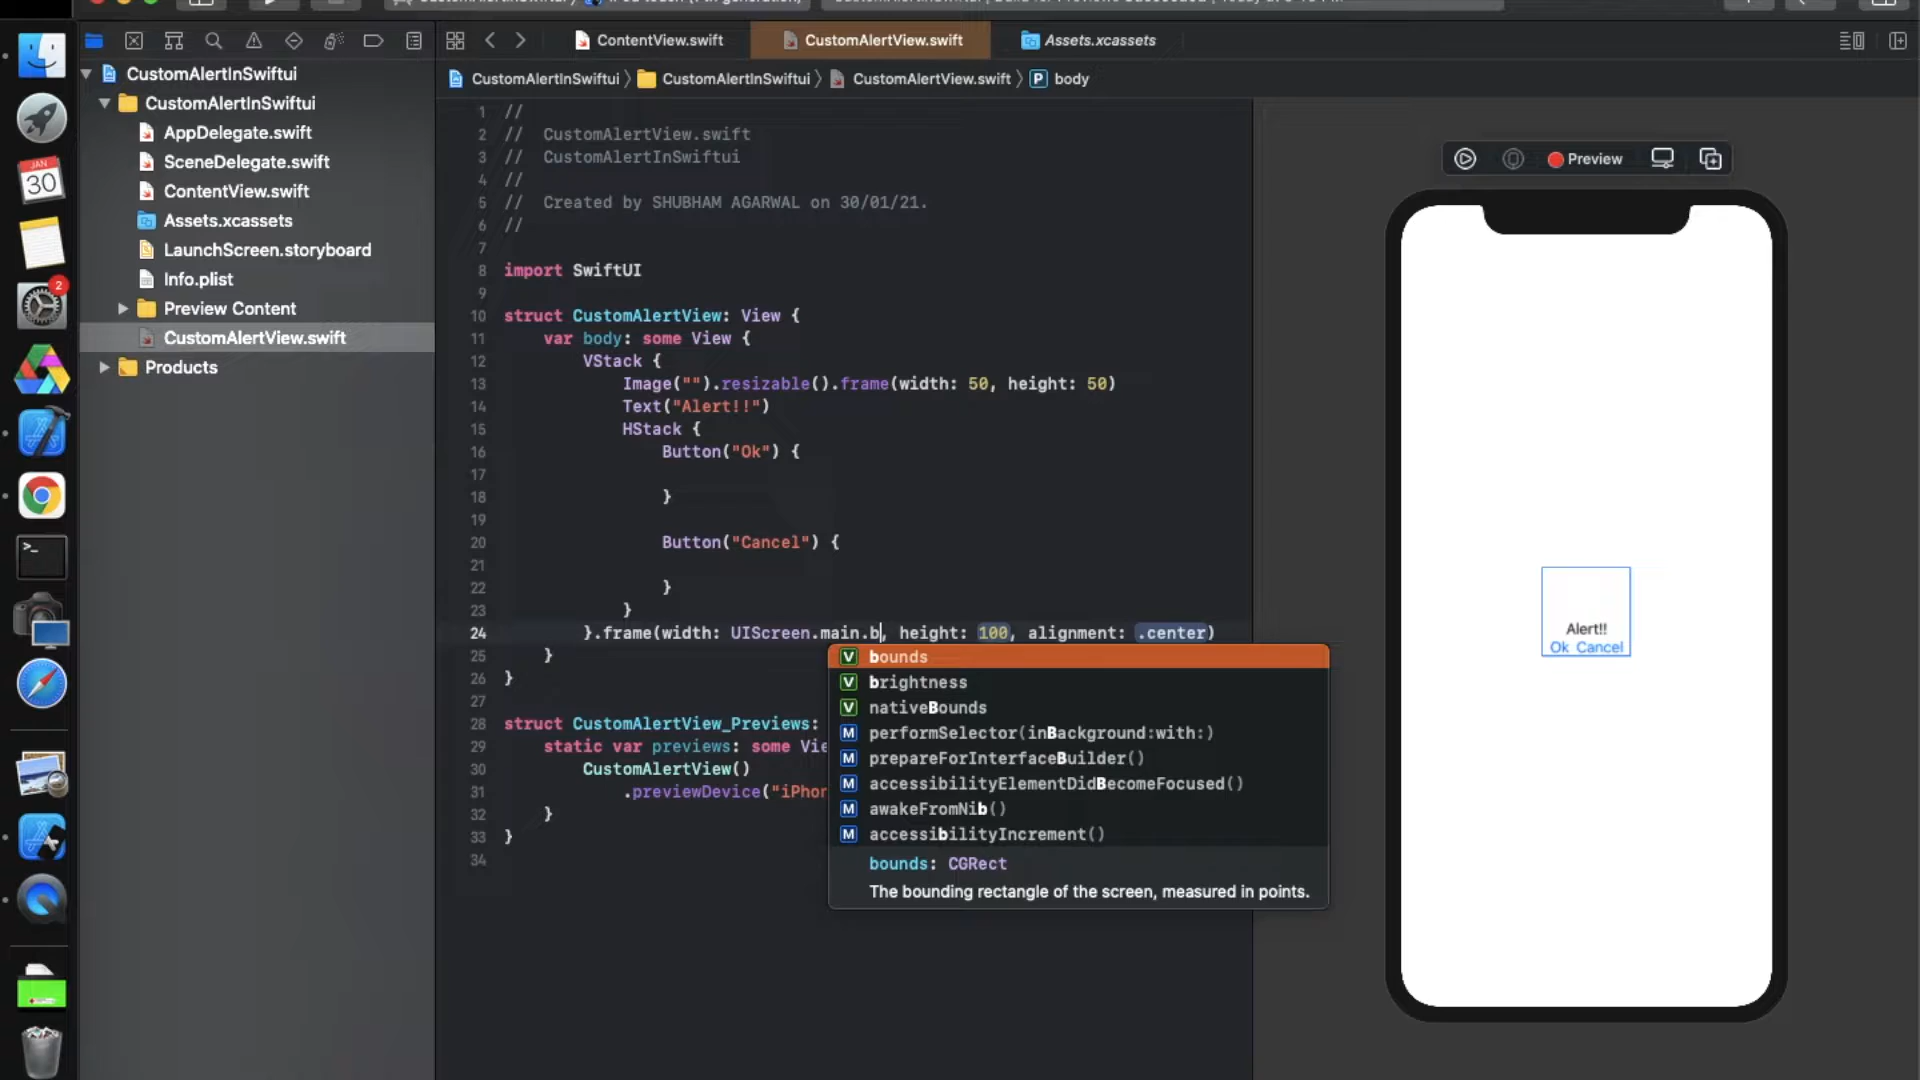 ContentView.swift
CustomAlertView.swift
Assets.xcassets
CustomAlertInSwiftui
CustomAlertInSwiftui
AppDelegate.swift
SceneDelegate.swift
ContentView.swift
Assets.xcassets
LaunchScreen.storyboard
Info.plist
Preview Content
CustomAlertView.swift
Products
JAN
30
2
CustomAlertInSwiftui 〉 CustomAlertInSwiftui 〉 CustomAlertView.swift 〉 P body
1 //
2 // CustomAlertView.swift
3 // CustomAlertInSwiftui
4 //
5 // Created by SHUBHAM AGARWAL on 30/01/21.
6 //
7
8 import SwiftUI
9
10 struct CustomAlertView: View {
11 var body: some View {
12 VStack {
13 Image("").resizable().frame(width: 50, height: 50)
14 Text("Alert!!")
15 HStack {
16 Button("Ok") {
17
18 }
19
20 Button("Cancel") {
21
22 }
23 }
24 }.frame(width: UIScreen.main.b, height: 100, alignment: .center)
25 }
26 }
27
28 struct CustomAlertView_Previews:
29 static var previews: some Vie
30 CustomAlertView()
31 .previewDevice("iPhon
32 }
33 }
34
V bounds
V brightness
V nativeBounds
M performSelector(inBackground:with:)
M prepareForInterfaceBuilder()
M accessibilityElementDidBecomeFocused()
M awakeFromNib()
M accessibilityIncrement()
bounds: CGRect
The bounding rectangle of the screen, measured in points.
Preview
Alert!!
Ok Cancel